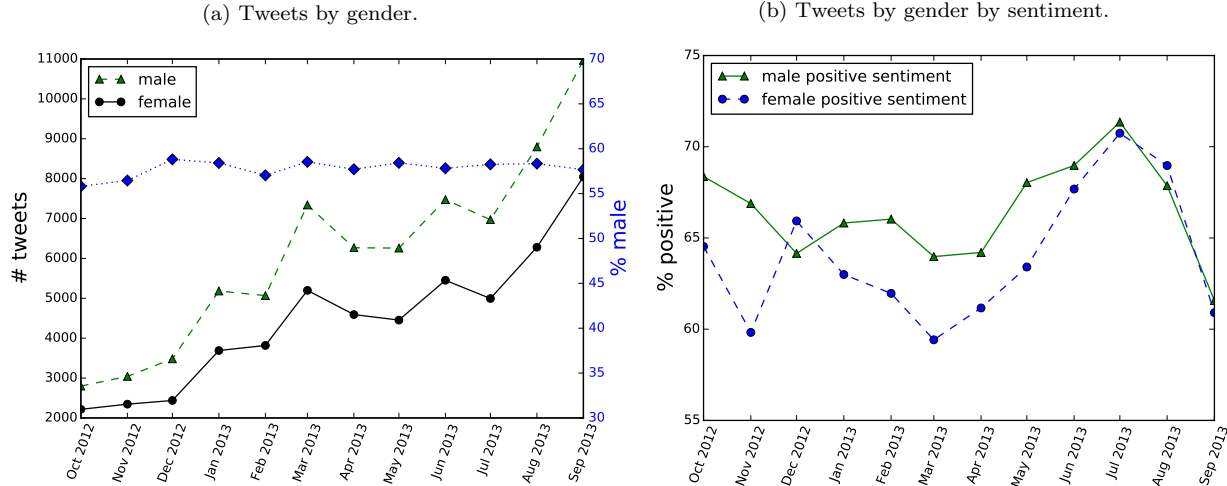 (a) Tweets by gender.
11000
10000
9000
8000
7000
6000
5000
4000
3000
2000
# tweets
male
female
70
65
60
55
50
45
40
35
30
% male
Oct 2012
Nov 2012
Dec 2012
Jan 2013
Feb 2013
Mar 2013
Apr 2013
May 2013
Jun 2013
Jul 2013
Aug 2013
Sep 2013
(b) Tweets by gender by sentiment.
75
70
65
60
55
% positive
male positive sentiment
female positive sentiment
Oct 2012
Nov 2012
Dec 2012
Jan 2013
Feb 2013
Mar 2013
Apr 2013
May 2013
Jun 2013
Jul 2013
Aug 2013
Sep 2013